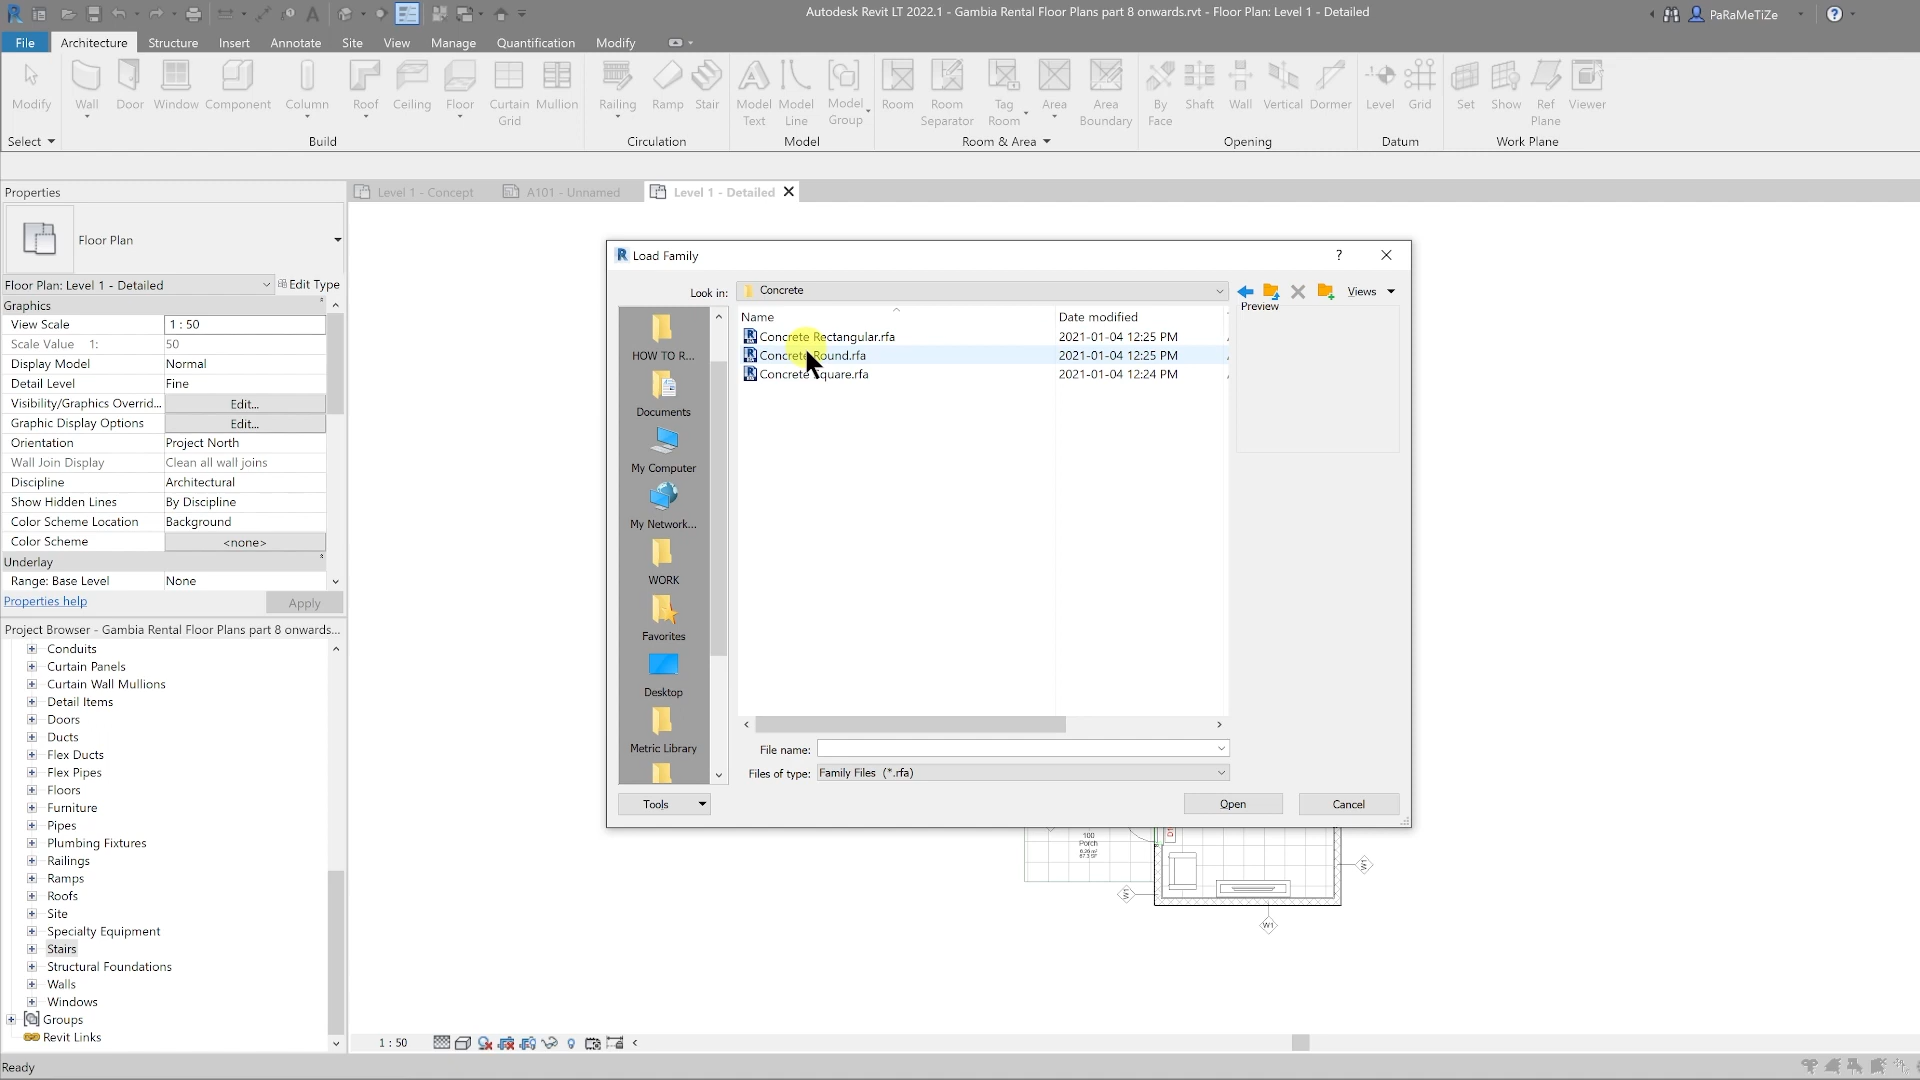 Autodesk Revit LT 2022.1 - Gambia Rental Floor Plans part 8 onwards.rvt - Floor Plan: Level 1 - Detailed
PaRaMeTiZe
File Architecture Structure Insert Annotate Site View Manage Quantification Modify
Modify Wall Door Window Component Column Roof Ceiling Floor Curtain Grid Mullion Railing Ramp Stair Model Text Model Line Model Group Room Room Separator Tag Room Area Area Boundary By Face Shaft Wall Vertical Dormer Level Grid Set Show Ref Plane Viewer
Select Build Circulation Model Room & Area Opening Datum Work Plane
Properties
Level 1 - Concept
A101 - Unnamed
Level 1 - Detailed
Floor Plan
Floor Plan: Level 1 - Detailed
Edit Type
Graphics
View Scale 1 : 50
Scale Value 1: 50
Display Model Normal
Detail Level Fine
Visibility/Graphics Overrid... Edit...
Graphic Display Options Edit...
Orientation Project North
Wall Join Display Clean all wall joins
Discipline Architectural
Show Hidden Lines By Discipline
Color Scheme Location Background
Color Scheme <none>
Underlay
Range: Base Level None
Properties help
Apply
Project Browser - Gambia Rental Floor Plans part 8 onwards...
Conduits
Curtain Panels
Curtain Wall Mullions
Detail Items
Doors
Ducts
Flex Ducts
Flex Pipes
Floors
Furniture
Pipes
Plumbing Fixtures
Railings
Ramps
Roofs
Site
Specialty Equipment
Stairs
Structural Foundations
Walls
Windows
Groups
Revit Links
Load Family
?
Look in: Concrete
Views
Preview
Name Date modified
Concrete Rectangular.rfa 2021-01-04 12:25 PM
Concrete Round.rfa 2021-01-04 12:25 PM
Concrete Square.rfa 2021-01-04 12:24 PM
HOW TO R...
Documents
My Computer
My Network...
WORK
Favorites
Desktop
Metric Library
File name:
Files of type: Family Files (*.rfa)
Tools
Open
Cancel
100
Porch
W1
W1
W1
1 : 50
Ready